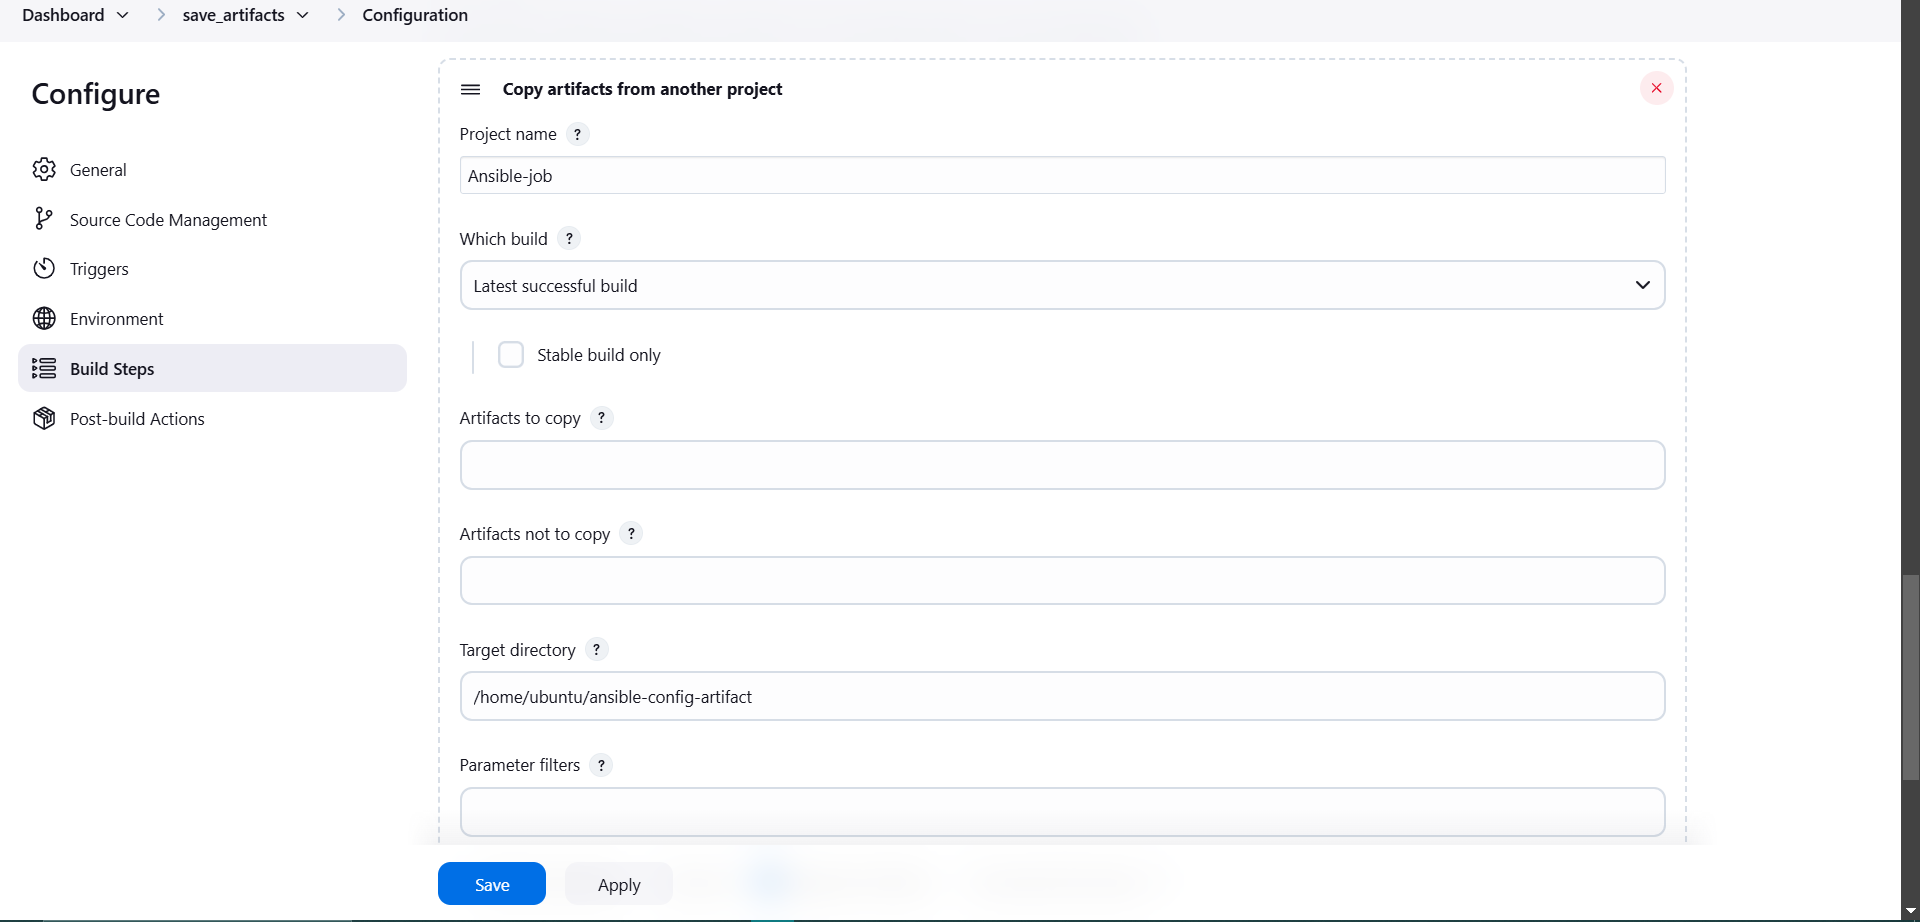 Dashboard save_artifacts Configuration
Configure
General
Source Code Management
Triggers
Environment
Build Steps
Post-build Actions
Copy artifacts from another project
Project name ?
Ansible-job
Which build ?
Latest successful build
Stable build only
Artifacts to copy ?
Artifacts not to copy ?
Target directory ?
/home/ubuntu/ansible-config-artifact
Parameter filters ?
Save Apply